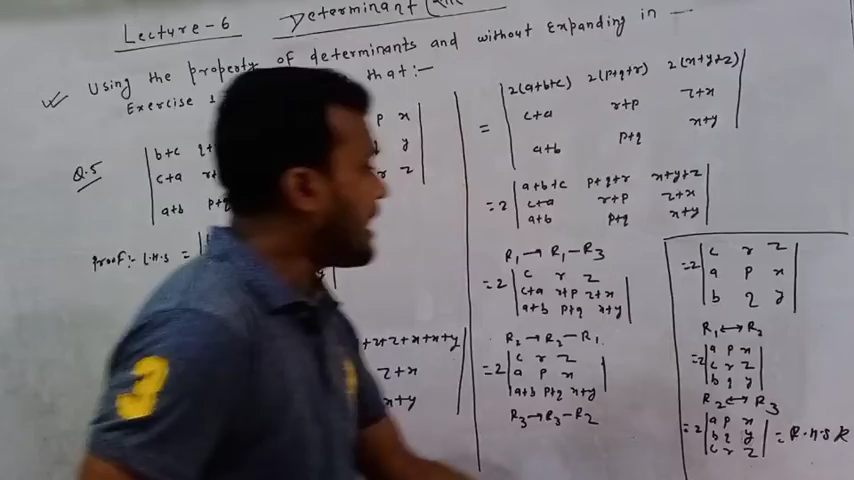 Lecture-6 Determinant
Using the property of determinants and without expanding in —
Exercise 1 that:—
Q.5
| b+c q+
c+a r+
a+b p+q
p x |
y |
r z |
Proof:- L.H.S =
+z+z+x+x+y |
z+x
x+y |
= | 2(a+b+c) 2(p+q+r) 2(x+y+z) |
c+a r+p z+x
a+b p+q x+y
= 2 | a+b+c p+q+r x+y+z |
c+a r+p z+x
a+b p+q x+y
R₁→R₁-R₃
= 2 | c r z |
c+a r+p z+x
a+b p+q x+y
R₂→R₂-R₁
= 2 | c r z |
a p x
a+b p+q x+y
R₃→R₃-R₂
= 2 | c r z |
a p x
b q y
R₁↔R₂
= 2 | a p x |
c r z
b q y
R₂↔R₃
= 2 | a p x |
b q y = R.H.S
c r z
3